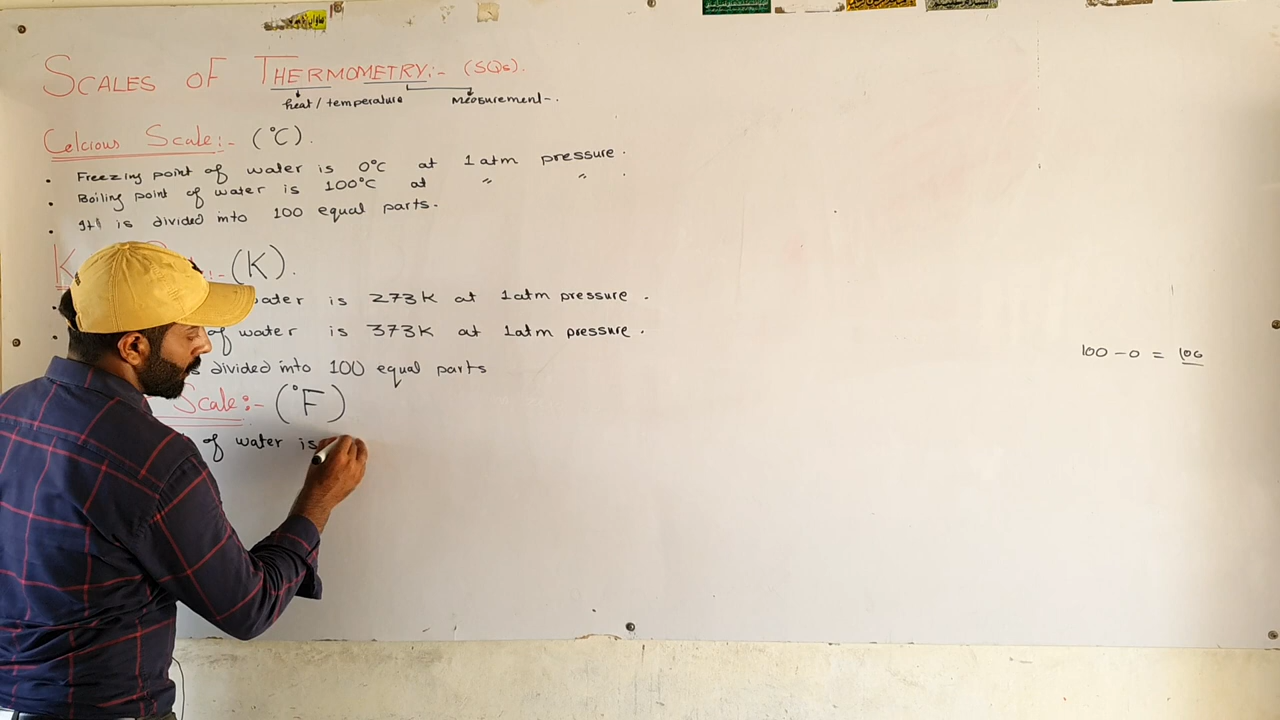 SCALES OF THERMOMETRY:- (SQs).
heat/temperature measurement-.
Celcious Scale:- (°C).
• Freezing point of water is 0°C at 1 atm pressure.
• Boiling point of water is 100°C at " " .
• It is divided into 100 equal parts.
K :- (K).
• water is 273K at 1atm pressure.
• of water is 373K at 1atm pressure.
divided into 100 equal parts
100 - 0 = 100
Scale:- (°F)
of water is